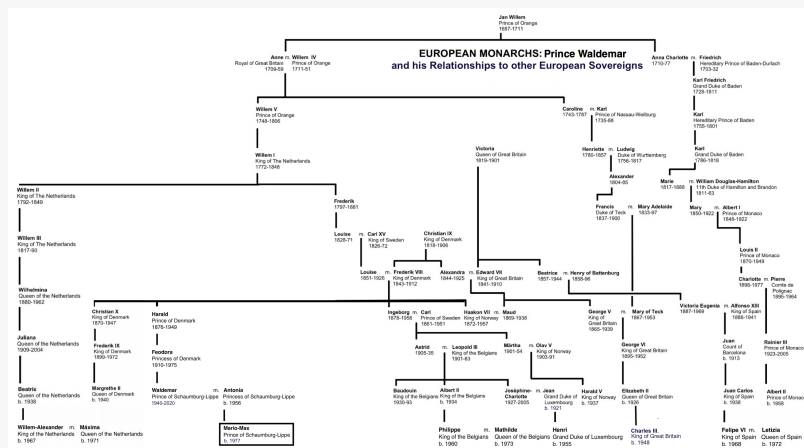 Jan Willem
Prince of Orange
1687-1711
EUROPEAN MONARCHS: Prince Waldemar
and his Relationships to other European Sovereigns
Anne m. Willem IV
Royal of Great Britain Prince of Orange
1709-59 1711-51
Anna Charlotte m. Friedrich
1710-77 Hereditary Prince of Baden-Durlach
1703-32
Karl Friedrich
Grand Duke of Baden
1728-1811
Willem V
Prince of Orange
1748-1806
Caroline m. Karl
1743-1787 Prince of Nassau-Weilburg
1735-88
Karl
Hereditary Prince of Baden
1755-1801
Willem I
King of The Netherlands
1772-1848
Victoria
Queen of Great Britain
1819-1901
Henriette m. Ludwig
1780-1857 Duke of Wurttemberg
1756-1817
Karl
Grand Duke of Baden
1786-1818
Alexander
1804-85
Marie m. William Douglas-Hamilton
1817-1888 11th Duke of Hamilton and Brandon
1811-63
Willem II
King of The Netherlands
1792-1849
Frederik
1797-1881
Francis m. Mary Adelaide
Duke of Teck 1833-97
1837-1900
Mary m. Albert I
1850-1922 Prince of Monaco
1848-1922
Willem III
King of The Netherlands
1817-90
Louise m. Carl XV
1828-71 King of Sweden
1826-72
Christian IX
King of Denmark
1818-1906
Louis II
Prince of Monaco
1870-1949
Louise m. Frederik VIII
1851-1926 King of Denmark
1843-1912
Alexandra m. Edward VII
1844-1925 King of Great Britain
1841-1910
Beatrice m. Henry of Battenburg
1857-1944 1858-96
Charlotte m. Pierre
1898-1977 Comte de
Polignac
1895-1964
Wilhelmina
Queen of the Netherlands
1880-1962
Christian X
King of Denmark
1870-1947
Harald
Prince of Denmark
1876-1949
Ingeborg m. Carl
1878-1958 Prince of Sweden
1861-1951
Haakon VII m. Maud
King of Norway 1869-1938
1872-1957
George V m. Mary of Teck
King of 1867-1953
Great Britain
1865-1939
Victoria Eugenia m. Alfonso XIII
1887-1969 King of Spain
1886-1941
Juliana
Queen of the Netherlands
1909-2004
Frederik IX
King of Denmark
1899-1972
Feodora
Princess of Denmark
1910-1975
Astrid m. Leopold III
1905-35 King of the Belgians
1901-83
Märtha m. Olav V
1901-54 King of Norway
1903-91
George VI
King of Great Britain
1895-1952
Juan
Count of
Barcelona
b. 1913
Rainier III
Prince of Monaco
1923-2005
Beatrix
Queen of the Netherlands
b. 1938
Margrethe II
Queen of Denmark
b. 1940
Waldemar m. Antonia
Prince of Schaumburg-Lippe Princess of Schaumburg-Lippe
1940-2020 b. 1956
Baudouin
King of the Belgians
1930-93
Albert II
King of the Belgians
b. 1934
Joséphine- m. Jean
Charlotte Grand Duke of
1927-2005 Luxembourg
b. 1921
Harald V
King of Norway
b. 1937
Elizabeth II
Queen of Great Britain
b. 1926
Juan Carlos
King of Spain
b. 1938
Albert II
Prince of Monaco
b. 1958
Willem-Alexander m. Máxima
King of the Netherlands Queen of the Netherlands
b. 1967 b. 1971
Mario-Max
Prince of Schaumburg-Lippe
b. 1977
Philippe m. Mathilde
King of the Belgians Queen of the Belgians
b. 1960 b. 1973
Henri
Grand Duke of Luxembourg
b. 1955
Charles III.
King of Great Britain
b. 1948
Felipe VI m. Letizia
King of Spain Queen of Spain
b. 1968 b. 1972